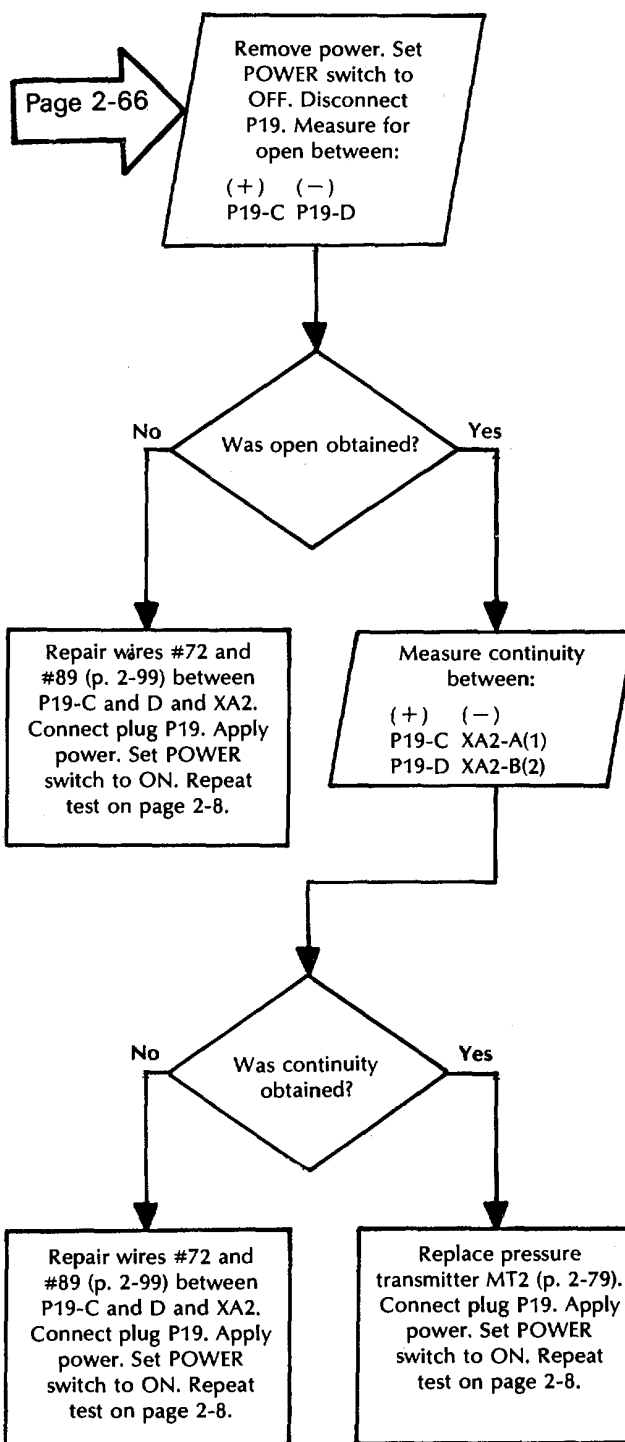 Page 2-66
Remove power. Set
POWER switch to
OFF. Disconnect
P19. Measure for
open between:
(+) (−)
P19-C P19-D
No
Was open obtained?
Yes
Repair wires #72 and
#89 (p. 2-99) between
P19-C and D and XA2.
Connect plug P19. Apply
power. Set POWER
switch to ON. Repeat
test on page 2-8.
Measure continuity
between:
(+) (−)
P19-C XA2-A(1)
P19-D XA2-B(2)
No
Was continuity
obtained?
Yes
Repair wires #72 and
#89 (p. 2-99) between
P19-C and D and XA2.
Connect plug P19. Apply
power. Set POWER
switch to ON. Repeat
test on page 2-8.
Replace pressure
transmitter MT2 (p. 2-79).
Connect plug P19. Apply
power. Set POWER
switch to ON. Repeat
test on page 2-8.